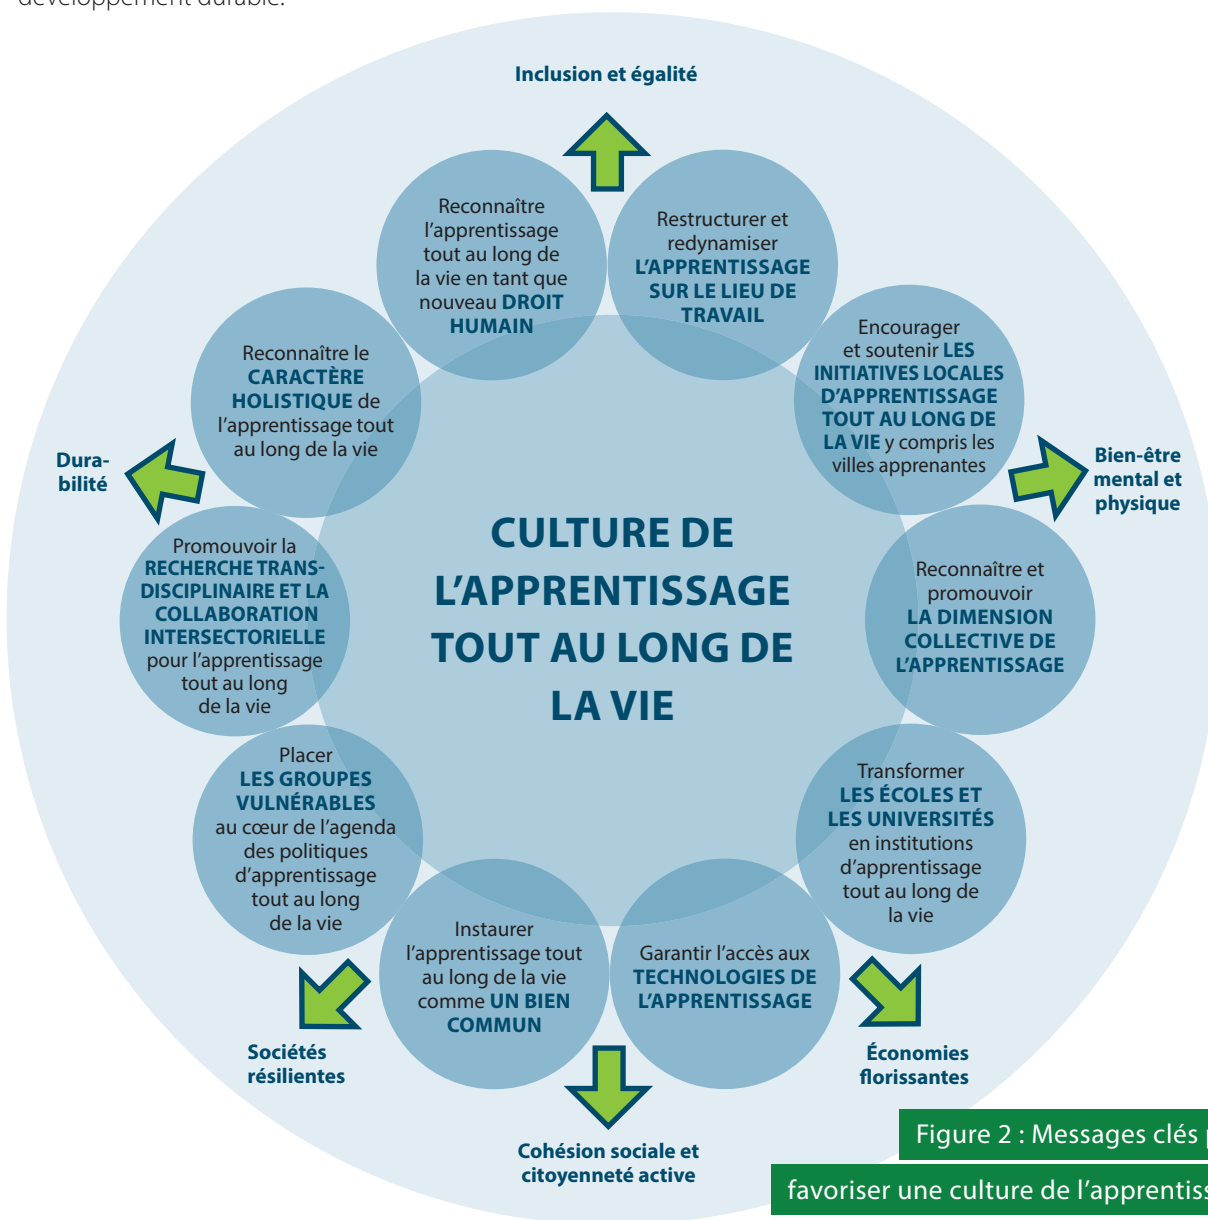 développement durable.
Inclusion et égalité
Reconnaître
l'apprentissage
tout au long de
la vie en tant que
nouveau DROIT
HUMAIN
Restructurer et
redynamiser
L'APPRENTISSAGE
SUR LE LIEU DE
TRAVAIL
Encourager
et soutenir LES
INITIATIVES LOCALES
D'APPRENTISSAGE
TOUT AU LONG DE
LA VIE y compris les
villes apprenantes
Bien-être
mental et
physique
Reconnaître et
promouvoir
LA DIMENSION
COLLECTIVE DE
L'APPRENTISSAGE
Transformer
LES ÉCOLES ET
LES UNIVERSITÉS
en institutions
d'apprentissage
tout au long de
la vie
Économies
florissantes
Garantir l'accès aux
TECHNOLOGIES DE
L'APPRENTISSAGE
Cohésion sociale et
citoyenneté active
Instaurer
l'apprentissage tout
au long de la vie
comme UN BIEN
COMMUN
Sociétés
résilientes
Placer
LES GROUPES
VULNÉRABLES
au cœur de l'agenda
des politiques
d'apprentissage
tout au long
de la vie
Promouvoir la
RECHERCHE TRANS-
DISCIPLINAIRE ET LA
COLLABORATION
INTERSECTORIELLE
pour l'apprentissage
tout au long
de la vie
Dura-
bilité
Reconnaître le
CARACTÈRE
HOLISTIQUE de
l'apprentissage tout
au long de la vie
CULTURE DE
L'APPRENTISSAGE
TOUT AU LONG DE
LA VIE
Figure 2 : Messages clés
favoriser une culture de